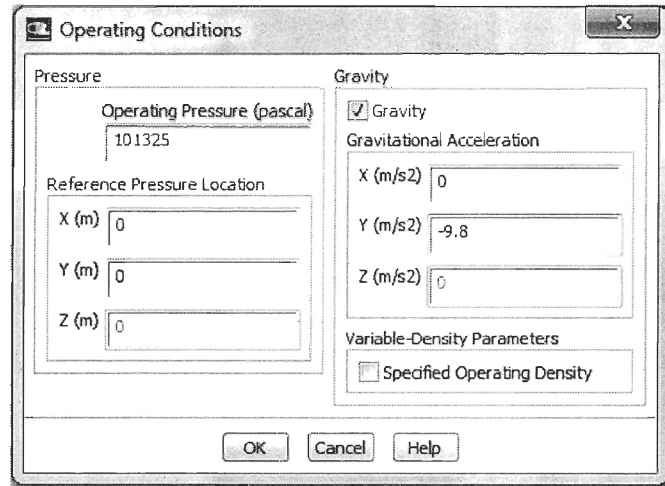 Operating Conditions
Pressure
Operating Pressure (pascal)
101325
Reference Pressure Location
X (m) 0
Y (m) 0
Z (m) 0
Gravity
Gravity
Gravitational Acceleration
X (m/s2) 0
Y (m/s2) -9.8
Z (m/s2) 0
Variable-Density Parameters
Specified Operating Density
OK Cancel Help